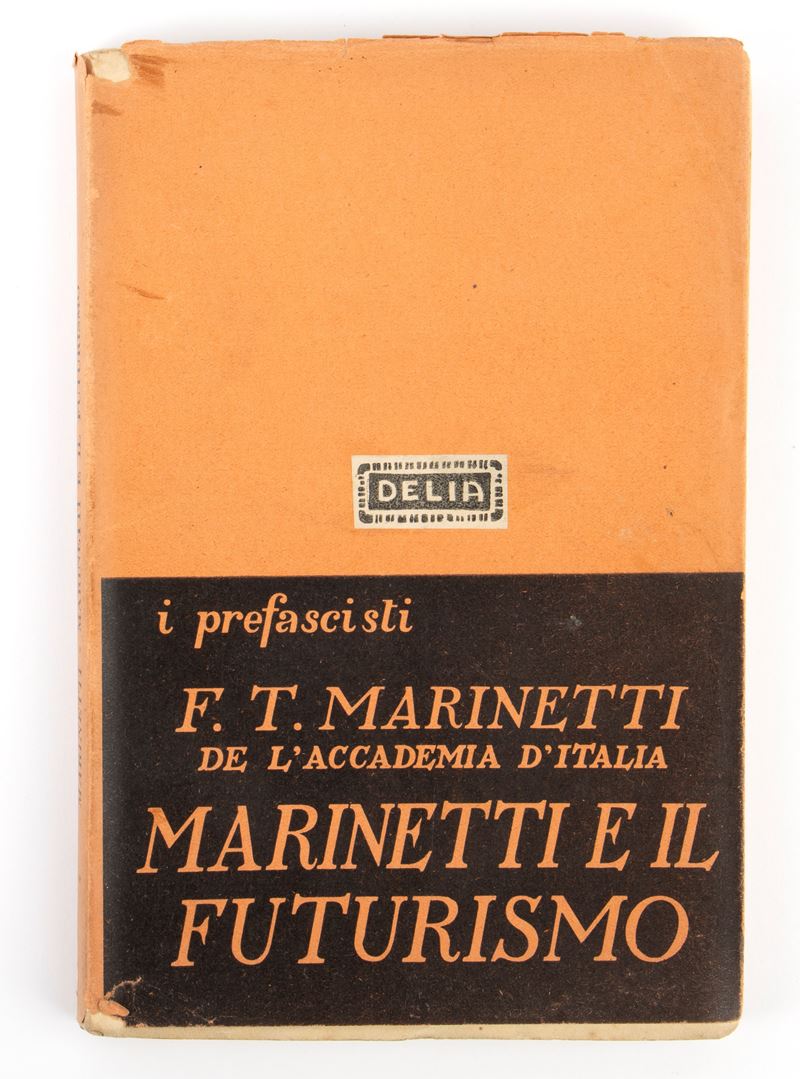 DELIA
i prefascisti
F. T. MARINETTI
DE L'ACCADEMIA D'ITALIA
MARINETTI E IL
FUTURISMO